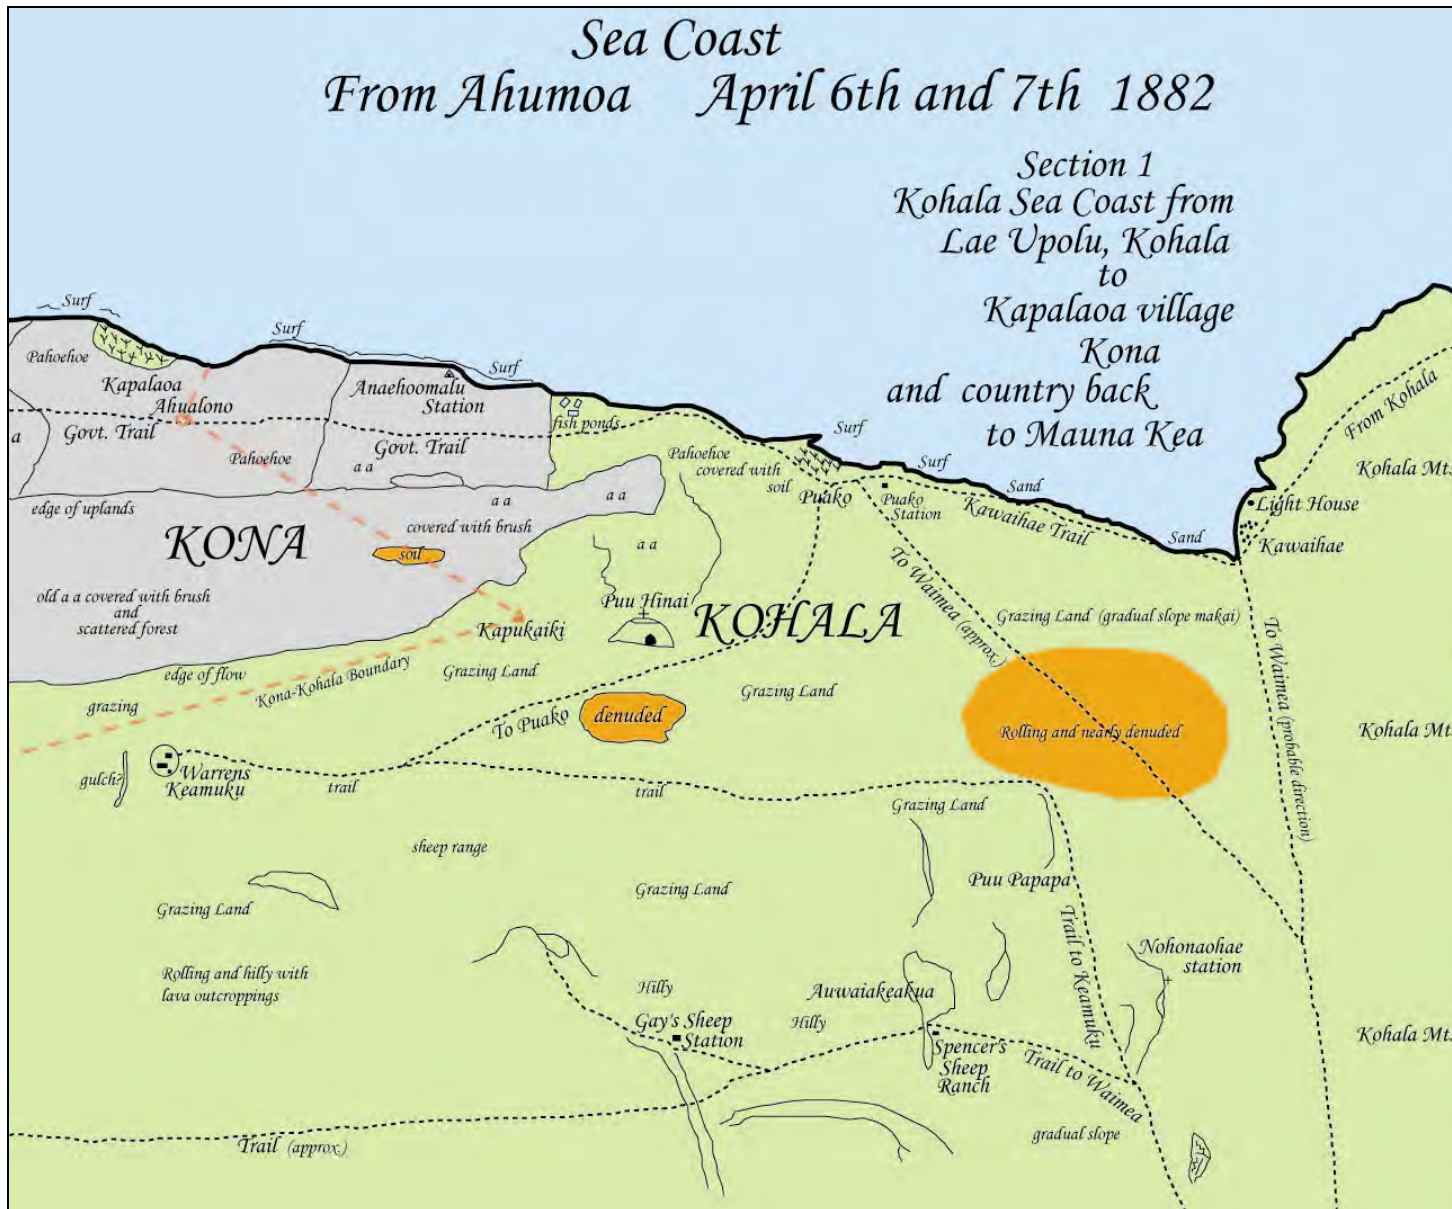 Sea Coast
From Ahumoa April 6th and 7th 1882
Section 1
Kohala Sea Coast from
Lae Upolu, Kohala
to
Kapalaoa village
Kona
and country back
to Mauna Kea
Surf
Surf
Surf
Surf
Surf
Sand
Sand
Pahoehoe
Kapalaoa
Ahualono
Govt. Trail
a
Pahoehoe
Anaehoomalu
Station
Govt. Trail
a a
fish ponds
Pahoehoe
covered with
soil
Puako
Puako
Station
Kawaihae Trail
From Kohala
Kohala Mts.
Light House
Kawaihae
edge of uplands
KONA
a a
covered with brush
a a
soil
a a
old a a covered with brush
and
scattered forest
Puu Hinai
Kapukaiki
KOHALA
To Waimea (approx.)
Grazing Land (gradual slope makai)
To Waimea (probable direction)
edge of flow
Kona-Kohala Boundary
Grazing Land
grazing
Grazing Land
To Puako
denuded
Rolling and nearly denuded
Kohala Mts.
gulch?
Warrens
Keamuku
trail
trail
Grazing Land
sheep range
Puu Papapa
Grazing Land
Grazing Land
Trail to Keamuku
Nohonaohae
station
Rolling and hilly with
lava outcroppings
Hilly
Auwaiakeakua
Gay's Sheep
Station
Hilly
Spencer's
Sheep
Ranch
Trail to Waimea
Kohala Mts.
Trail (approx.)
gradual slope